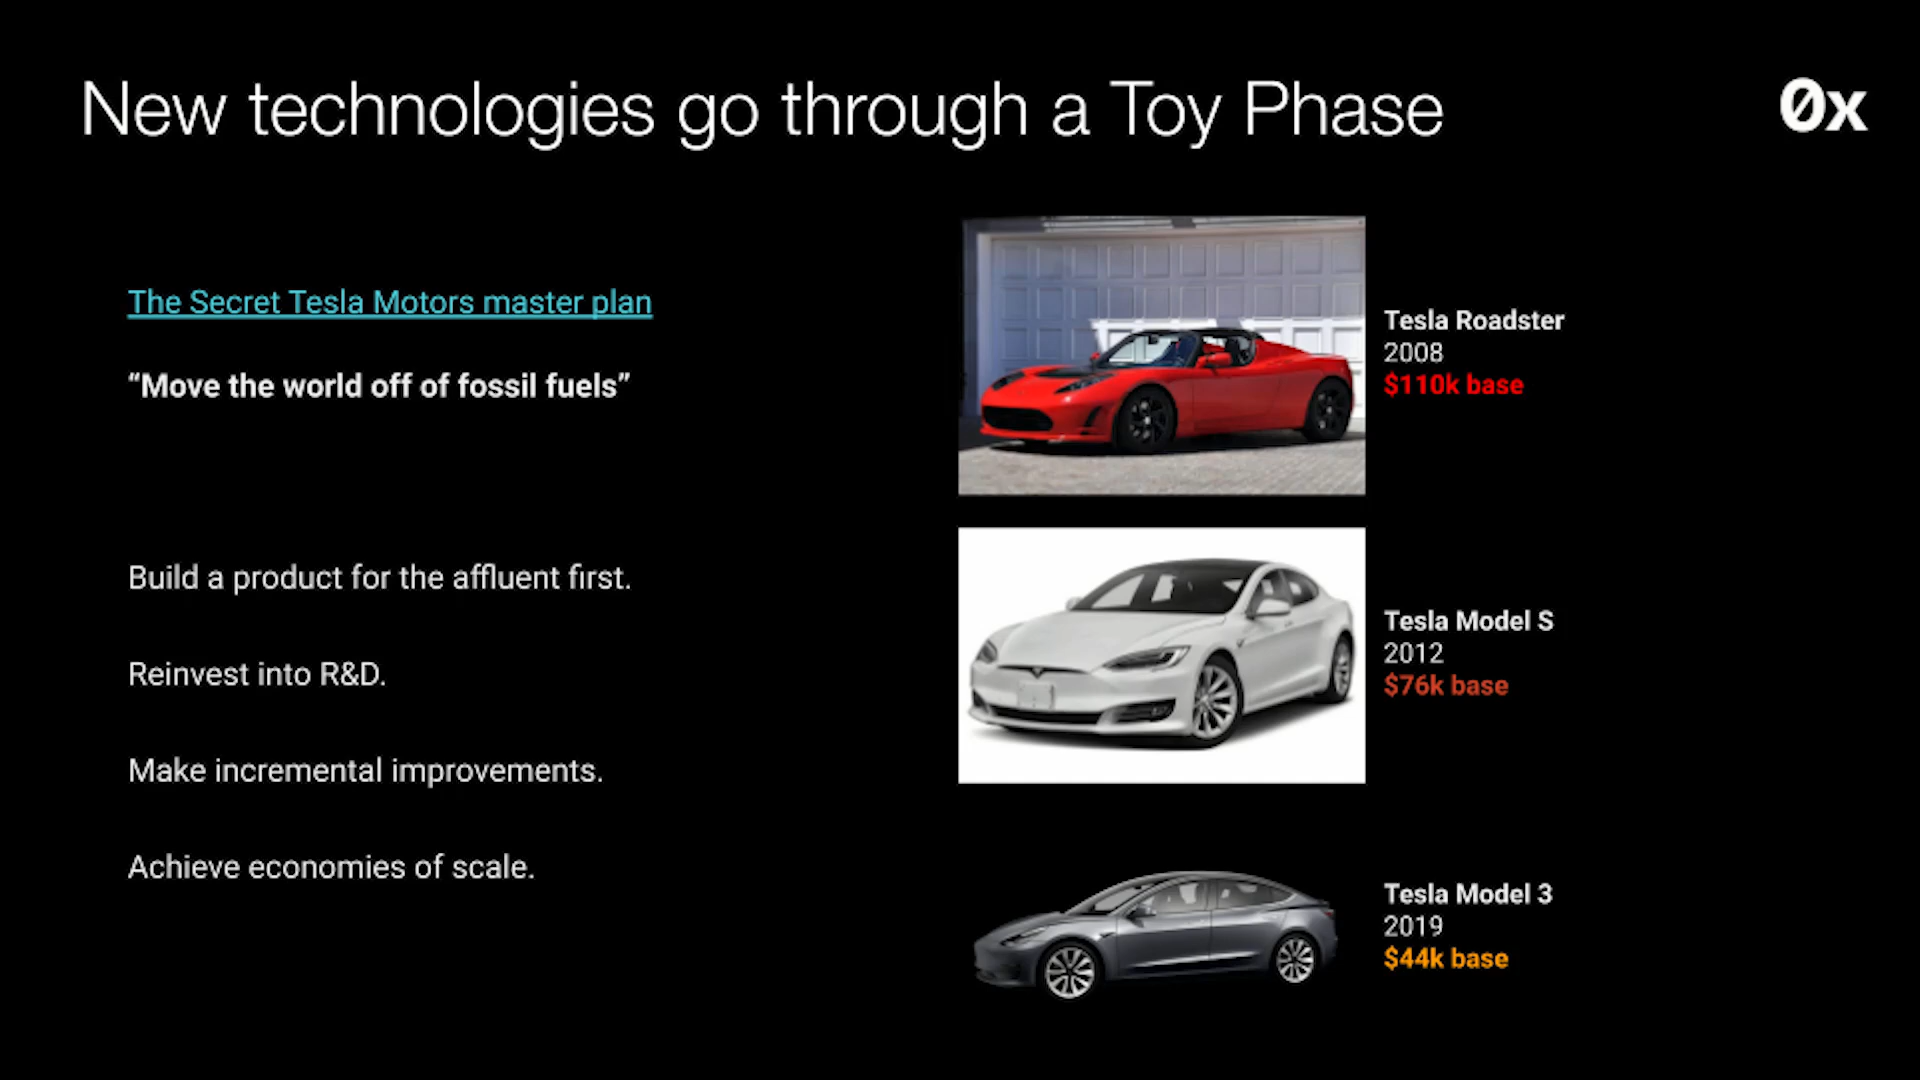 New technologies go through a Toy Phase
0x
The Secret Tesla Motors master plan
“Move the world off of fossil fuels”
Build a product for the affluent first.
Reinvest into R&D.
Make incremental improvements.
Achieve economies of scale.
Tesla Roadster
2008
$110k base
Tesla Model S
2012
$76k base
Tesla Model 3
2019
$44k base